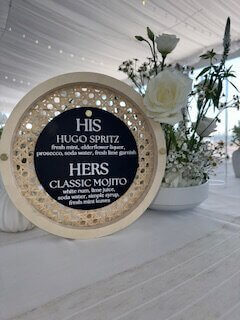 HIS
HUGO SPRITZ
fresh mint, elderflower liquor,
prosecco, soda water, fresh lime garnish
HERS
CLASSIC MOJITO
white rum, lime juice,
soda water, simple syrup,
fresh mint leaves